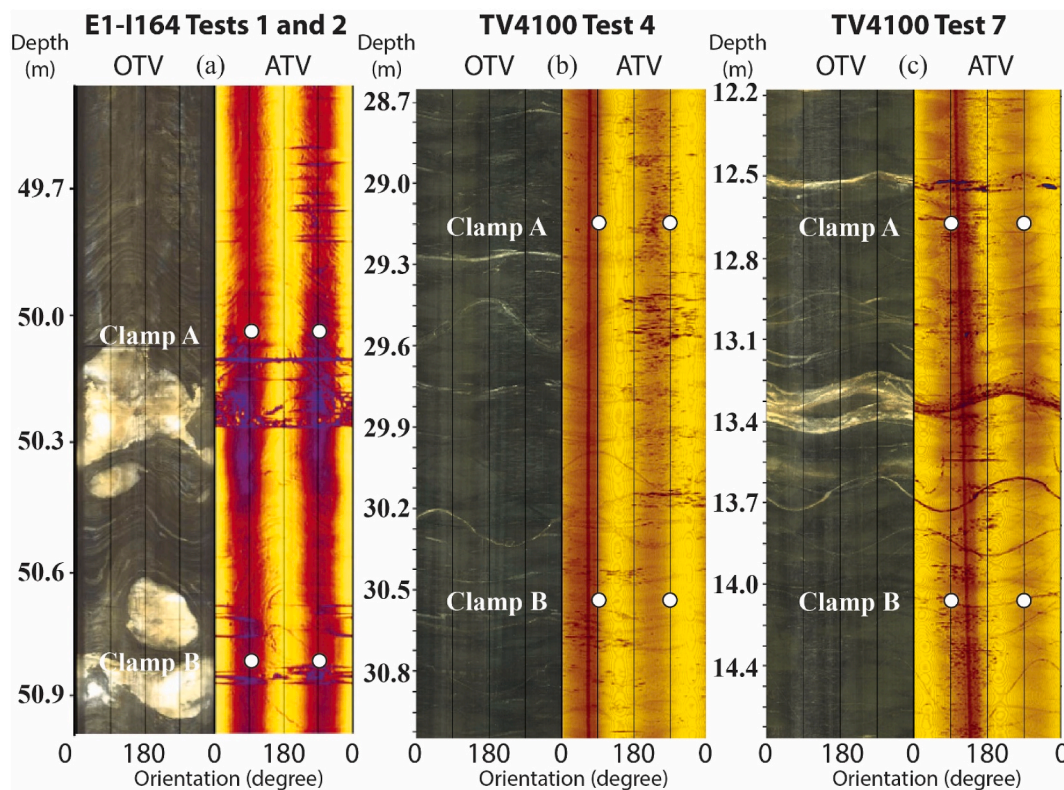 E1-I164 Tests 1 and 2
TV4100 Test 4
TV4100 Test 7
Depth
(m)
OTV (a) ATV
Depth
(m)
OTV (b) ATV
Depth
(m)
OTV (c) ATV
49.7
50.0
50.3
50.6
50.9
Clamp A
Clamp B
0 180 0 180 0
Orientation (degree)
28.7
29.0
29.3
29.6
29.9
30.2
30.5
30.8
Clamp A
Clamp B
0 180 0 180 0
Orientation (degree)
12.2
12.5
12.8
13.1
13.4
13.7
14.0
14.4
Clamp A
Clamp B
0 180 0 180 0
Orientation (degree)